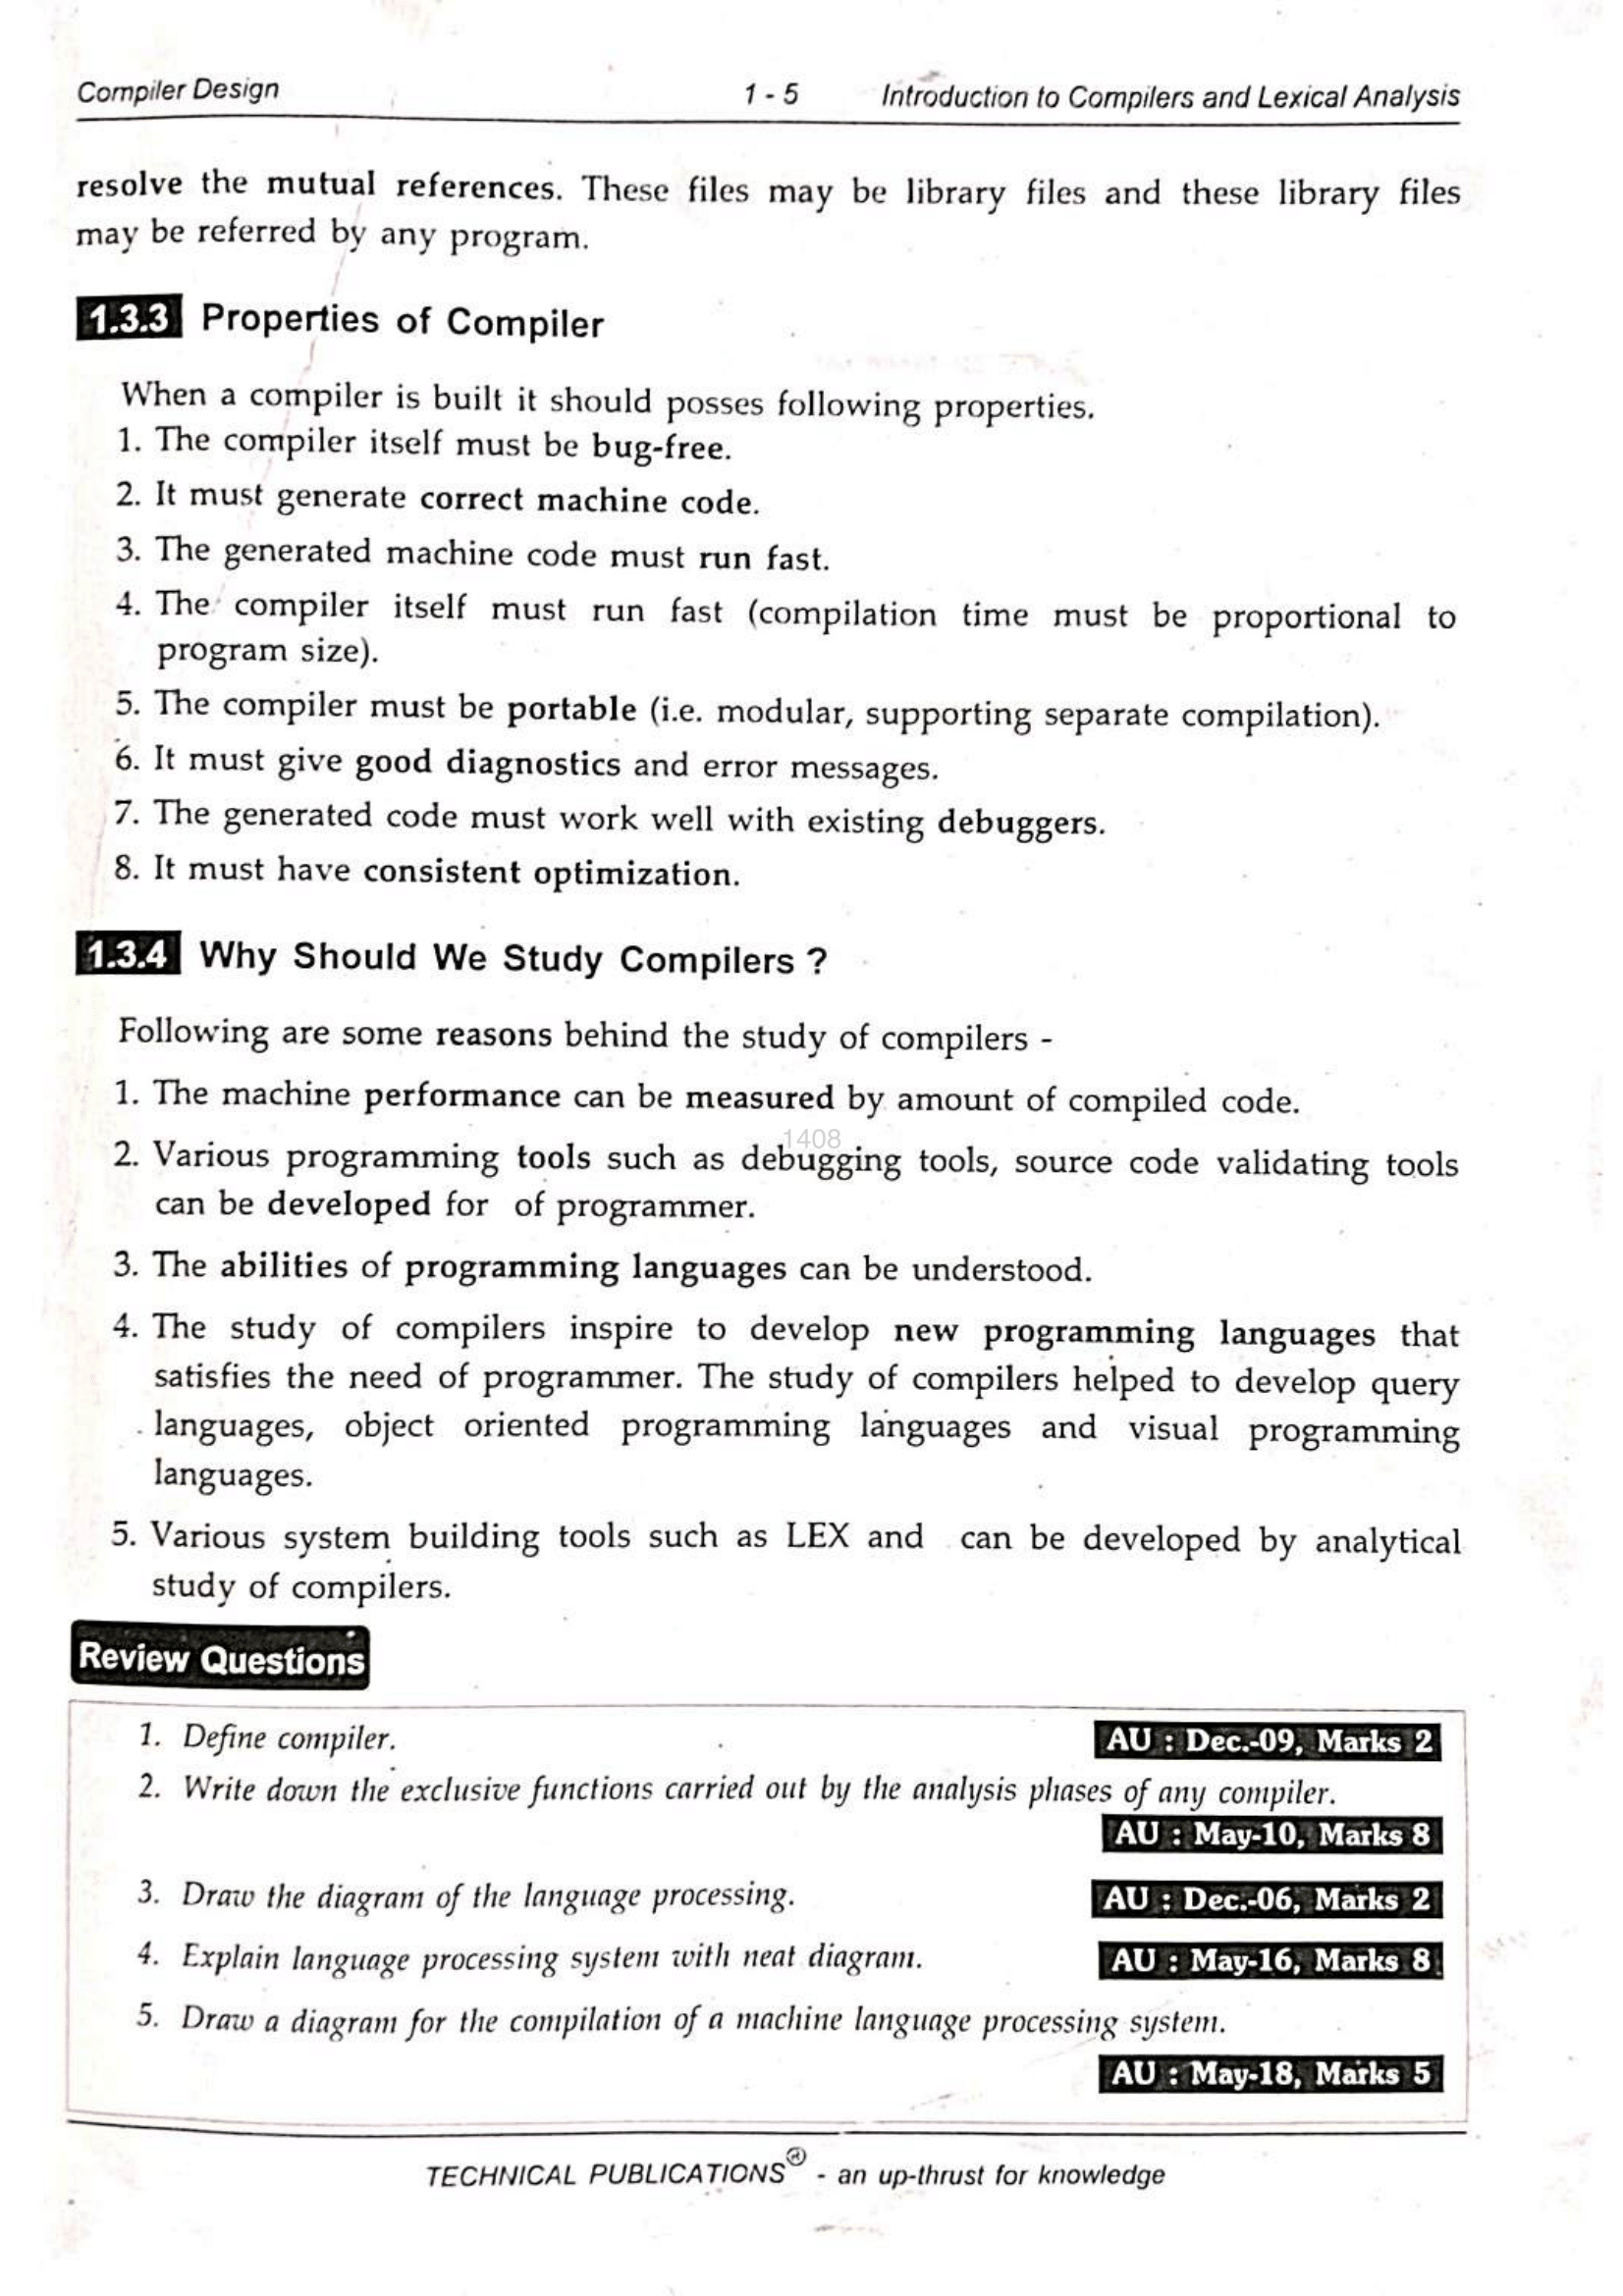 Compiler Design 1 - 5 Introduction to Compilers and Lexical Analysis
resolve the mutual references. These files may be library files and these library files
may be referred by any program.
1.3.3 Properties of Compiler
When a compiler is built it should posses following properties.
1. The compiler itself must be bug-free.
2. It must generate correct machine code.
3. The generated machine code must run fast.
4. The compiler itself must run fast (compilation time must be proportional to
program size).
5. The compiler must be portable (i.e. modular, supporting separate compilation).
6. It must give good diagnostics and error messages.
7. The generated code must work well with existing debuggers.
8. It must have consistent optimization.
1.3.4 Why Should We Study Compilers ?
Following are some reasons behind the study of compilers -
1. The machine performance can be measured by amount of compiled code.
1408
2. Various programming tools such as debugging tools, source code validating tools
can be developed for of programmer.
3. The abilities of programming languages can be understood.
4. The study of compilers inspire to develop new programming languages that
satisfies the need of programmer. The study of compilers helped to develop query
languages, object oriented programming languages and visual programming
languages.
5. Various system building tools such as LEX and can be developed by analytical
study of compilers.
Review Questions
1. Define compiler. AU : Dec.-09, Marks 2
2. Write down the exclusive functions carried out by the analysis phases of any compiler.
AU : May-10, Marks 8
3. Draw the diagram of the language processing. AU : Dec.-06, Marks 2
4. Explain language processing system with neat diagram. AU : May-16, Marks 8
5. Draw a diagram for the compilation of a machine language processing system.
AU : May-18, Marks 5
TECHNICAL PUBLICATIONS® - an up-thrust for knowledge